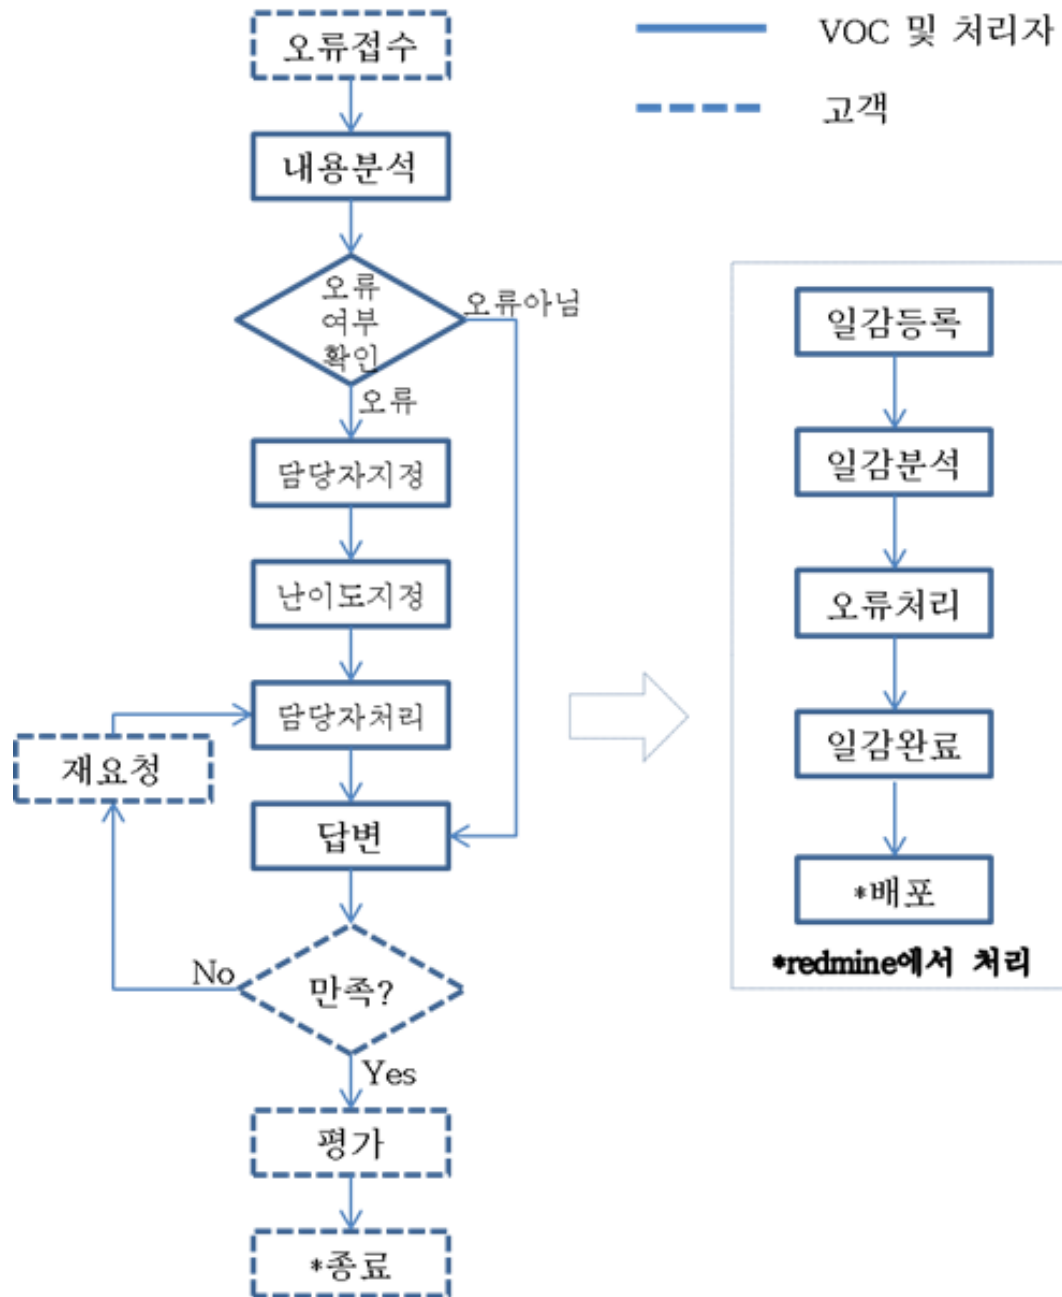 오류접수
VOC 및 처리자
고객
내용분석
오류
여부
확인
오류아님
오류
담당자지정
난이도지정
담당자처리
재요청
답변
No
만족?
Yes
평가
*종료
일감등록
일감분석
오류처리
일감완료
*배포
*redmine에서 처리